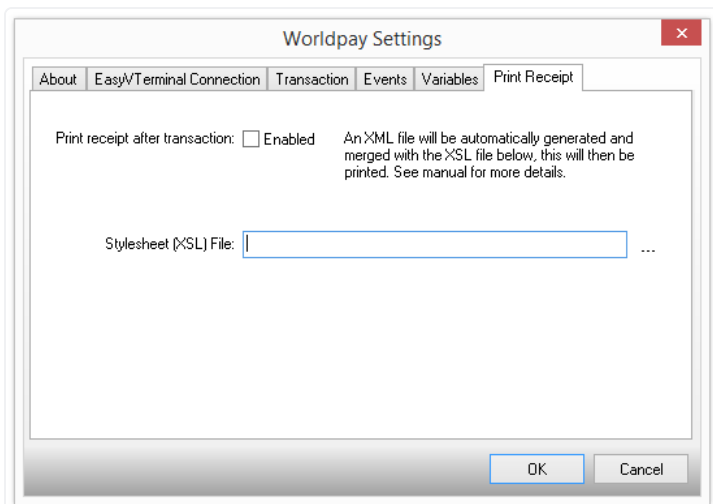 Worldpay Settings
About EasyVTerminal Connection Transaction Events Variables Print Receipt
Print receipt after transaction: Enabled An XML file will be automatically generated and
merged with the XSL file below, this will then be
printed. See manual for more details.
Stylesheet (XSL) File: ...
OK Cancel